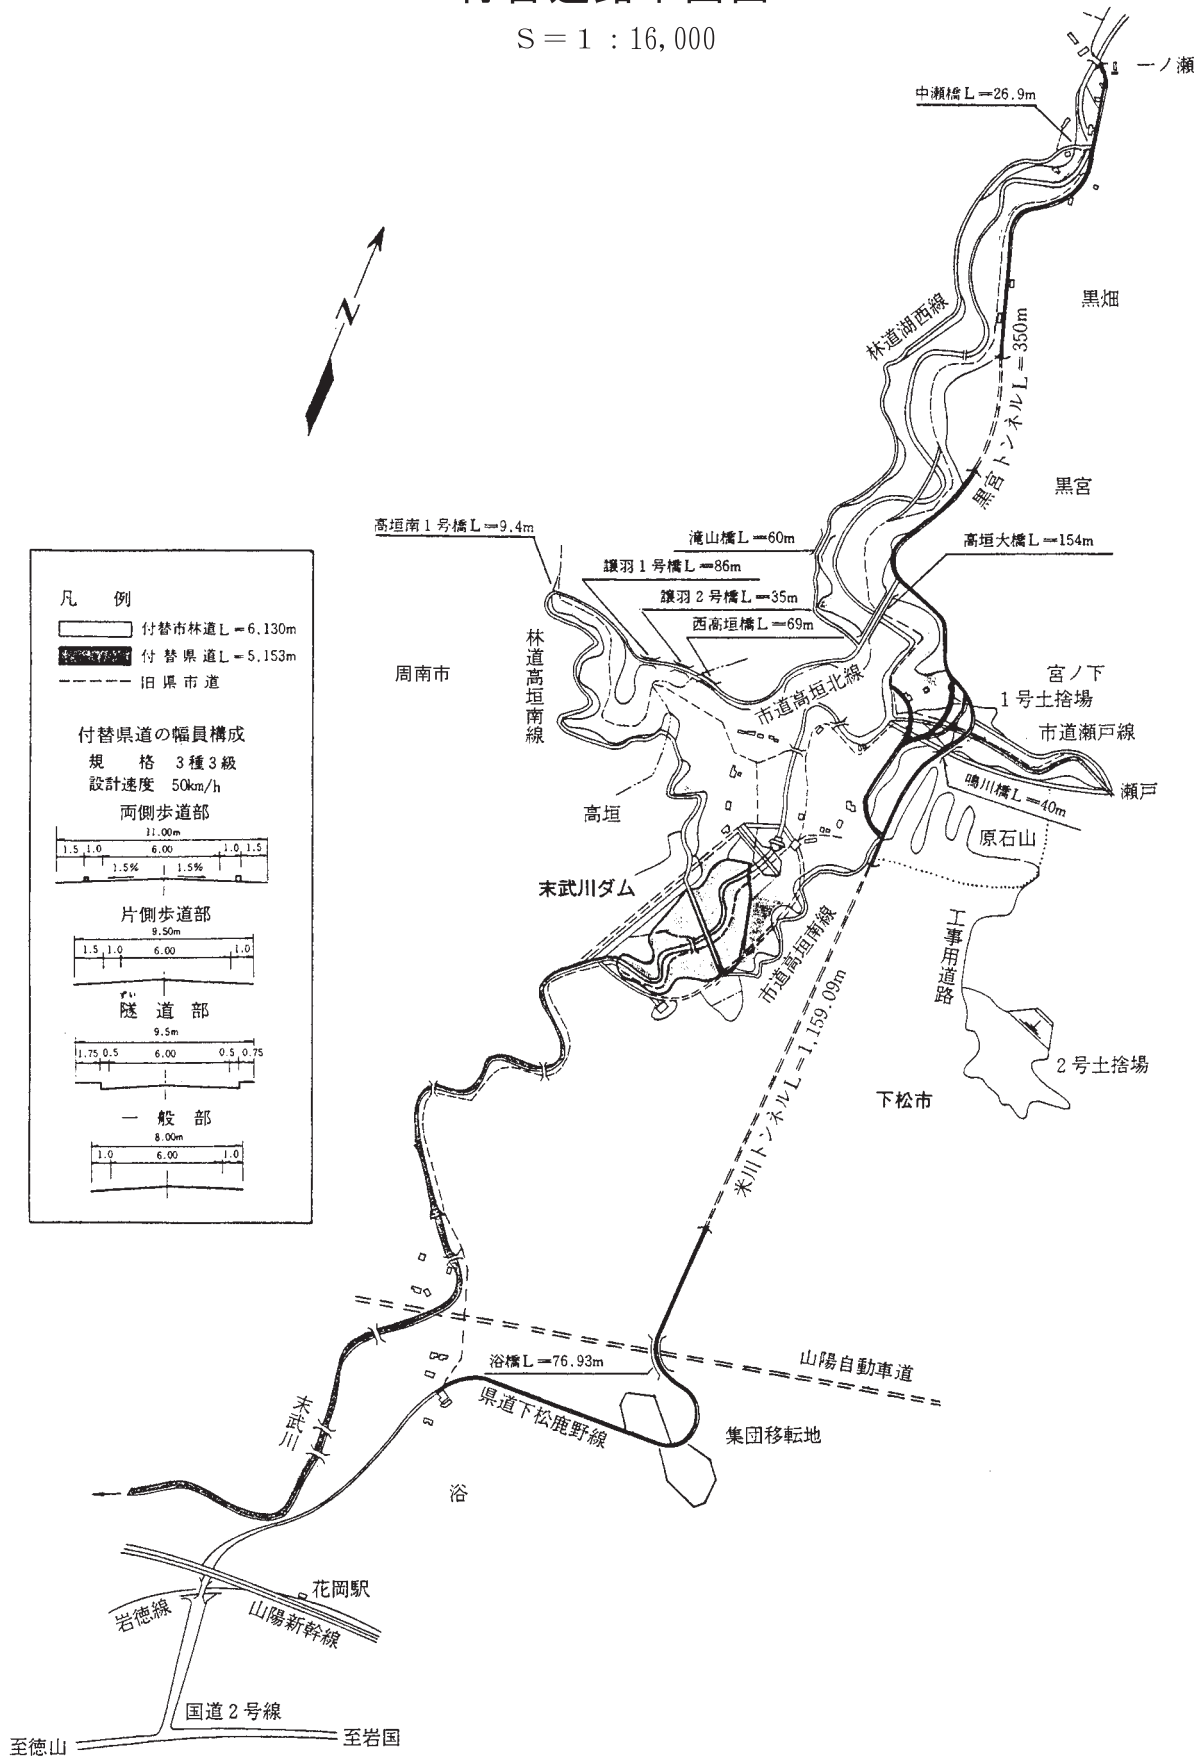 S=1:16,000
一ノ瀬
中瀬橋L=26.9m
黒畑
林道湖西線
黒宮トンネルL=350m
黒宮
高垣南1号橋L=9.4m
滝山橋L=60m
高垣大橋L=154m
譲羽1号橋L=86m
譲羽2号橋L=35m
西高垣橋L=69m
林道高垣南線
周南市
市道高垣北線
宮ノ下
1号土捨場
市道瀬戸線
瀬戸
鳴川橋L=40m
高垣
原石山
末武川ダム
市道高垣南線
工事用道路
米川トンネルL=1,159.09m
2号土捨場
下松市
凡 例
付替市林道L=6.130m
付替県道L=5.153m
旧県市道
付替県道の幅員構成
規 格 3種3級
設計速度 50km/h
両側歩道部
11.00m
1.5 1.0 6.00 1.0 1.5
1.5% 1.5%
片側歩道部
9.50m
1.5 1.0 6.00 1.0
ずい
隧道部
9.5m
1.75 0.5 6.00 0.5 0.75
一般部
8.00m
1.0 6.00 1.0
N
山陽自動車道
浴橋L=76.93m
県道下松鹿野線
集団移転地
末武川
浴
花岡駅
岩徳線
山陽新幹線
国道2号線
至徳山
至岩国